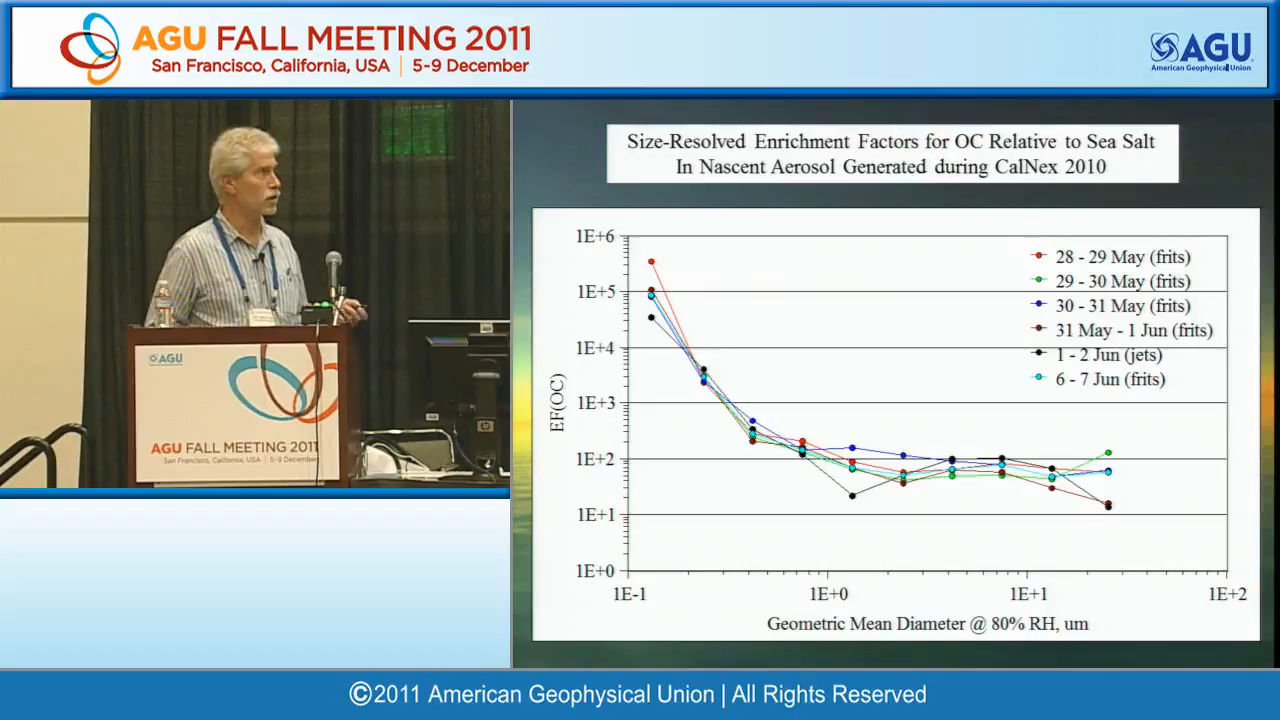 AGU FALL MEETING 2011
San Francisco, California, USA | 5-9 December
AGU
American Geophysical Union
Size-Resolved Enrichment Factors for OC Relative to Sea Salt
In Nascent Aerosol Generated during CalNex 2010
1E+6
1E+5
1E+4
1E+3
1E+2
1E+1
1E+0
EF(OC)
28 - 29 May (frits)
29 - 30 May (frits)
30 - 31 May (frits)
31 May - 1 Jun (frits)
1 - 2 Jun (jets)
6 - 7 Jun (frits)
1E-1
1E+0
1E+1
1E+2
Geometric Mean Diameter @ 80% RH, um
AGU
AGU FALL MEETING 2011
San Francisco, California, USA | 5-9 December
hp
©2011 American Geophysical Union | All Rights Reserved